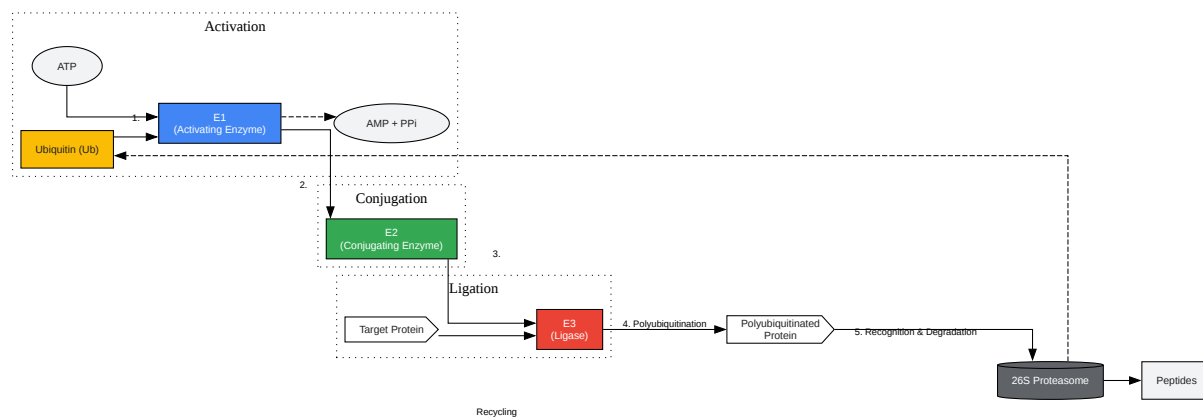 Activation
ATP
1.
E1
(Activating Enzyme)
AMP + PPi
Ubiquitin (Ub)
2.
Conjugation
E2
(Conjugating Enzyme)
3.
Ligation
Target Protein
E3
(Ligase)
4. Polyubiquitination
Polyubiquitinated
Protein
5. Recognition & Degradation
26S Proteasome
Peptides
Recycling